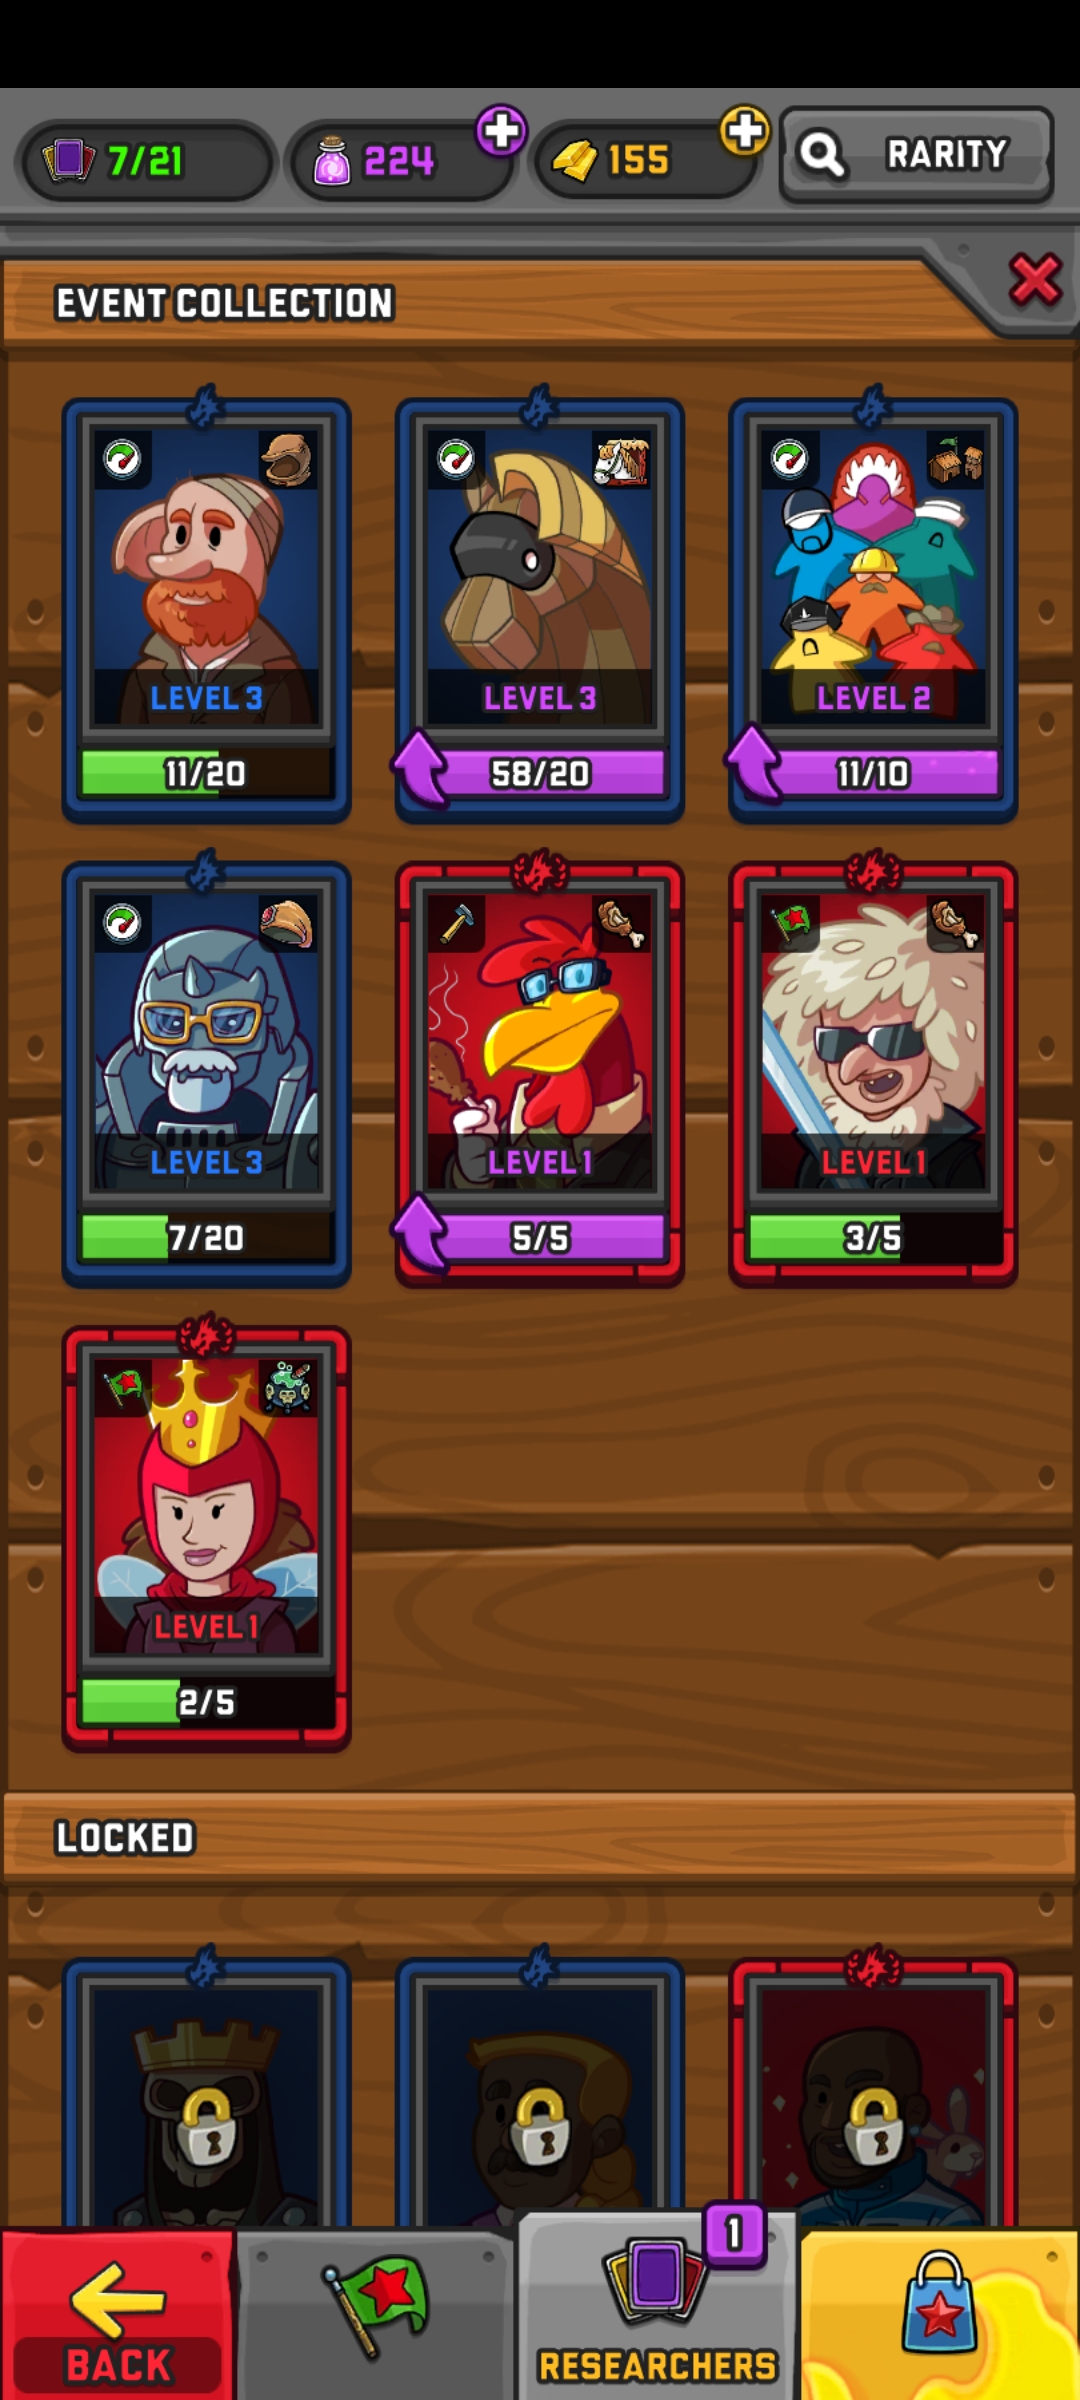 7/21
224
155
RARITY
EVENT COLLECTION
LEVEL 3
LEVEL 3
LEVEL 2
11/20
58/20
11/10
LEVEL 3
LEVEL 1
LEVEL 1
7/20
5/5
3/5
LEVEL 1
2/5
LOCKED
1
BACK
RESEARCHERS